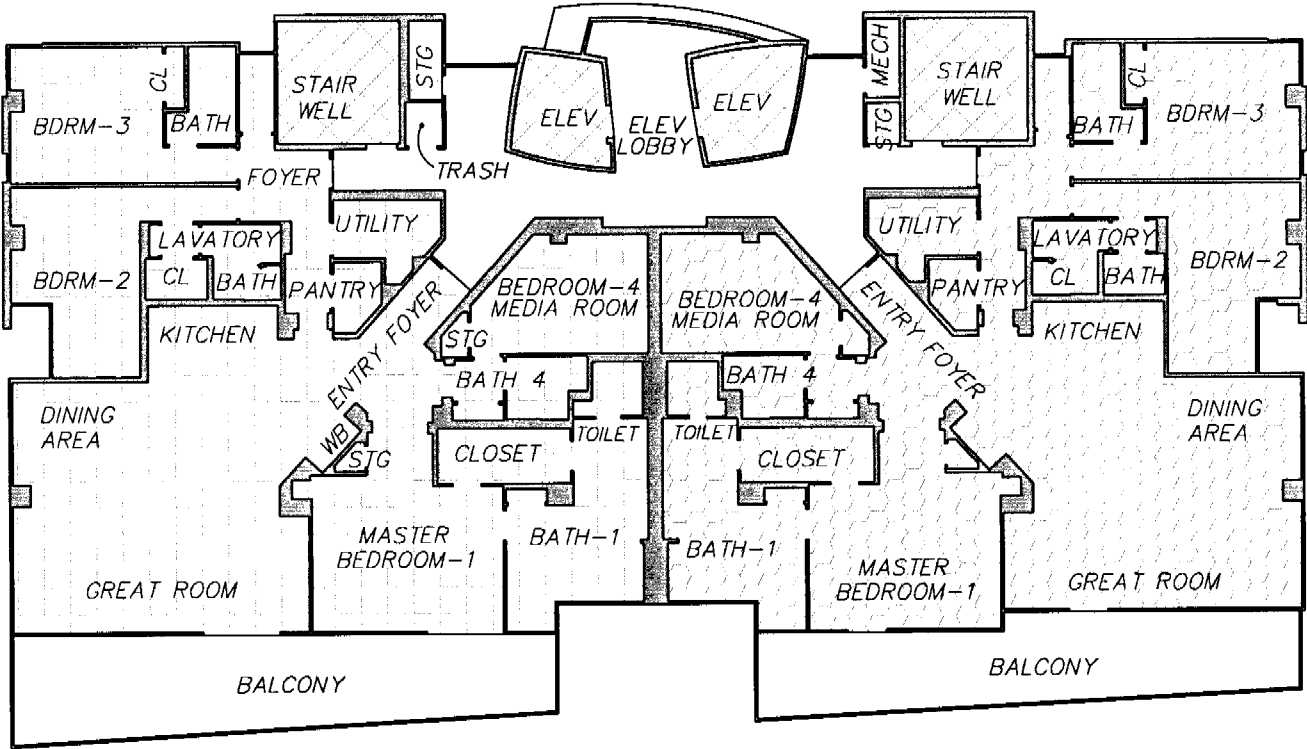 STAIR
WELL
STG
ELEV
ELEV
LOBBY
ELEV
MECH
STG
STAIR
WELL
CL
BDRM-3
BATH
TRASH
FOYER
BATH
CL
BDRM-3
UTILITY
LAVATORY
CL
BATH
BDRM-2
PANTRY
KITCHEN
ENTRY FOYER
BEDROOM-4
MEDIA ROOM
STG
BATH 4
BEDROOM-4
MEDIA ROOM
BATH 4
ENTRY FOYER
UTILITY
PANTRY
LAVATORY
CL
BATH
BDRM-2
KITCHEN
DINING
AREA
WB
STG
CLOSET
TOILET
TOILET
CLOSET
DINING
AREA
MASTER
BEDROOM-1
BATH-1
BATH-1
MASTER
BEDROOM-1
GREAT ROOM
GREAT ROOM
BALCONY
BALCONY